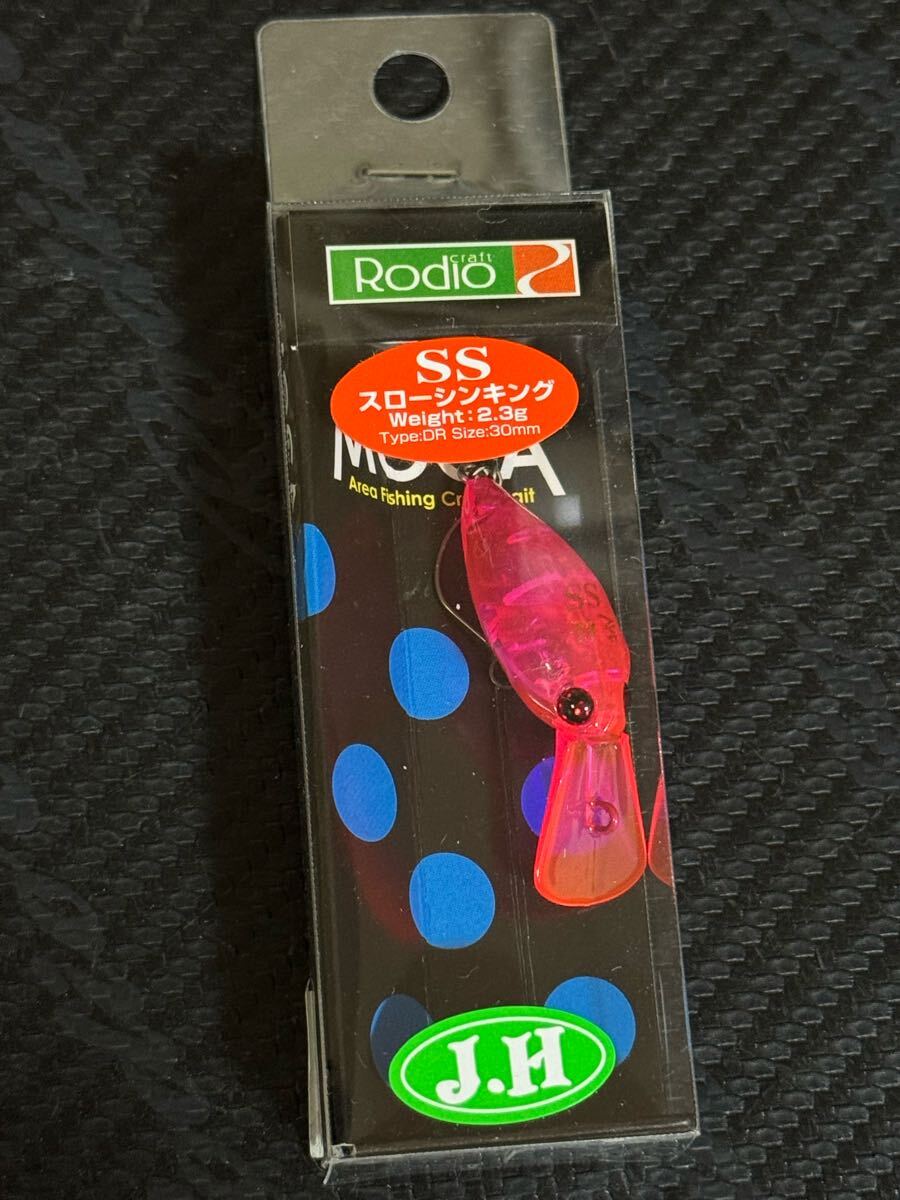 Rodio craft
SS
スローシンキング
Weight:2.3g
Type:DR Size:30mm
Area Fishing
SS
J.H